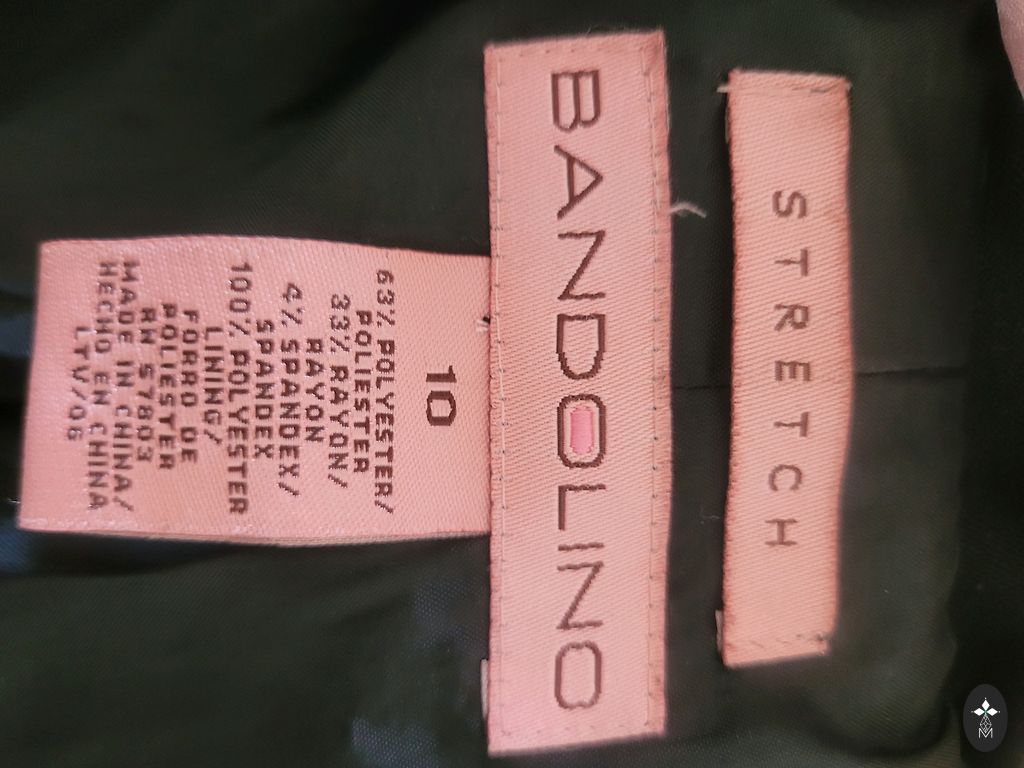 STRETCH
BANDOLINO
10
63% POLYESTER/
POLIESTER
33% RAYON/
RAYON
4% SPANDEX/
SPANDEX
100% POLYESTER
LINING/
FORRO DE
POLIESTER
RN 57803
MADE IN CHINA/
HECHO EN CHINA
LTV/06
M